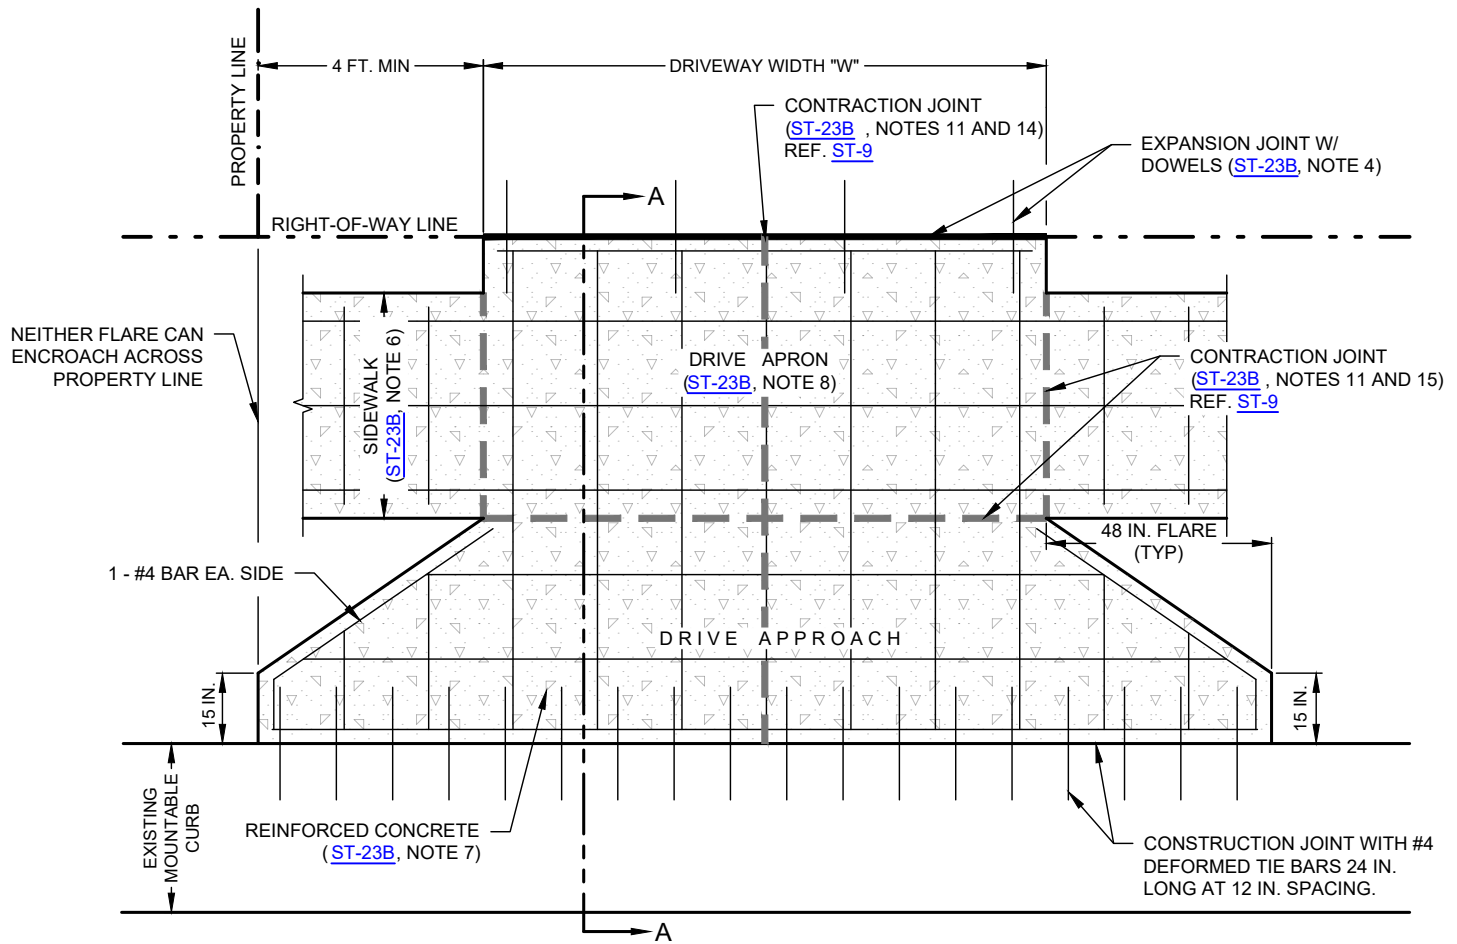 PROPERTY LINE
4 FT. MIN
DRIVEWAY WIDTH "W"
CONTRACTION JOINT
(ST-23B , NOTES 11 AND 14)
REF. ST-9
EXPANSION JOINT W/
DOWELS (ST-23B, NOTE 4)
A
RIGHT-OF-WAY LINE
NEITHER FLARE CAN
ENCROACH ACROSS
PROPERTY LINE
SIDEWALK
(ST-23B, NOTE 6)
DRIVE APRON
(ST-23B, NOTE 8)
CONTRACTION JOINT
(ST-23B , NOTES 11 AND 15)
REF. ST-9
48 IN. FLARE
(TYP)
1 - #4 BAR EA. SIDE
DRIVE APPROACH
15 IN.
15 IN.
EXISTING
MOUNTABLE
CURB
REINFORCED CONCRETE
( ST-23B, NOTE 7)
CONSTRUCTION JOINT WITH #4
DEFORMED TIE BARS 24 IN.
LONG AT 12 IN. SPACING.
A